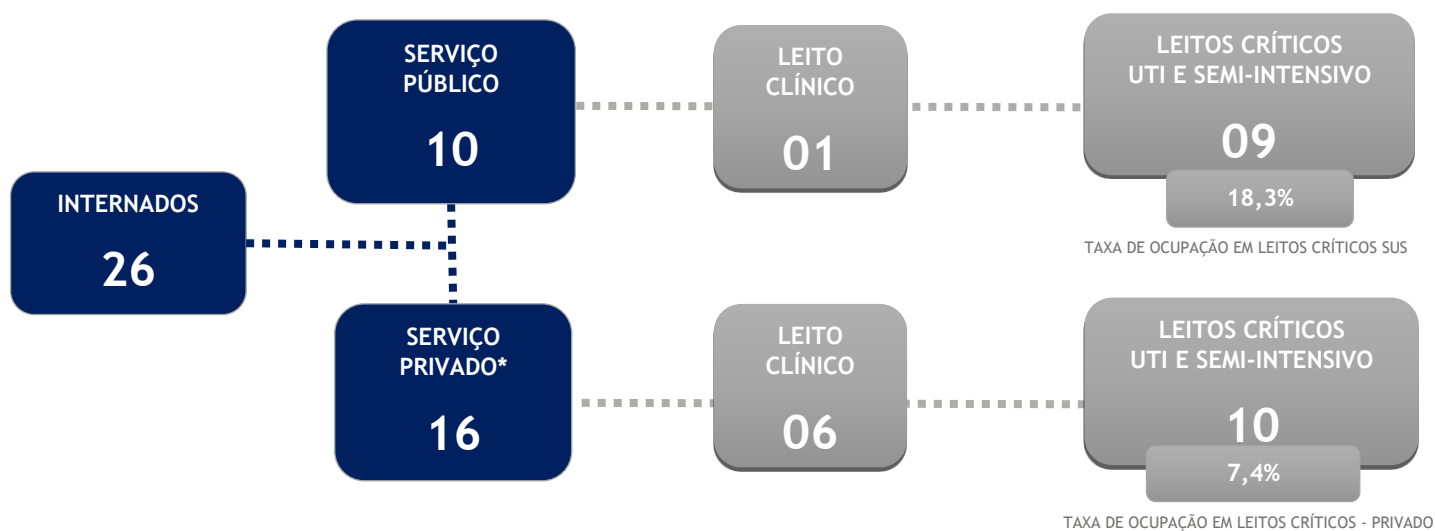 INTERNADOS
26
SERVIÇO
PÚBLICO
10
LEITO
CLÍNICO
01
LEITOS CRÍTICOS
UTI E SEMI-INTENSIVO
09
18,3%
TAXA DE OCUPAÇÃO EM LEITOS CRÍTICOS SUS
SERVIÇO
PRIVADO*
16
LEITO
CLÍNICO
06
LEITOS CRÍTICOS
UTI E SEMI-INTENSIVO
10
7,4%
TAXA DE OCUPAÇÃO EM LEITOS CRÍTICOS - PRIVADO